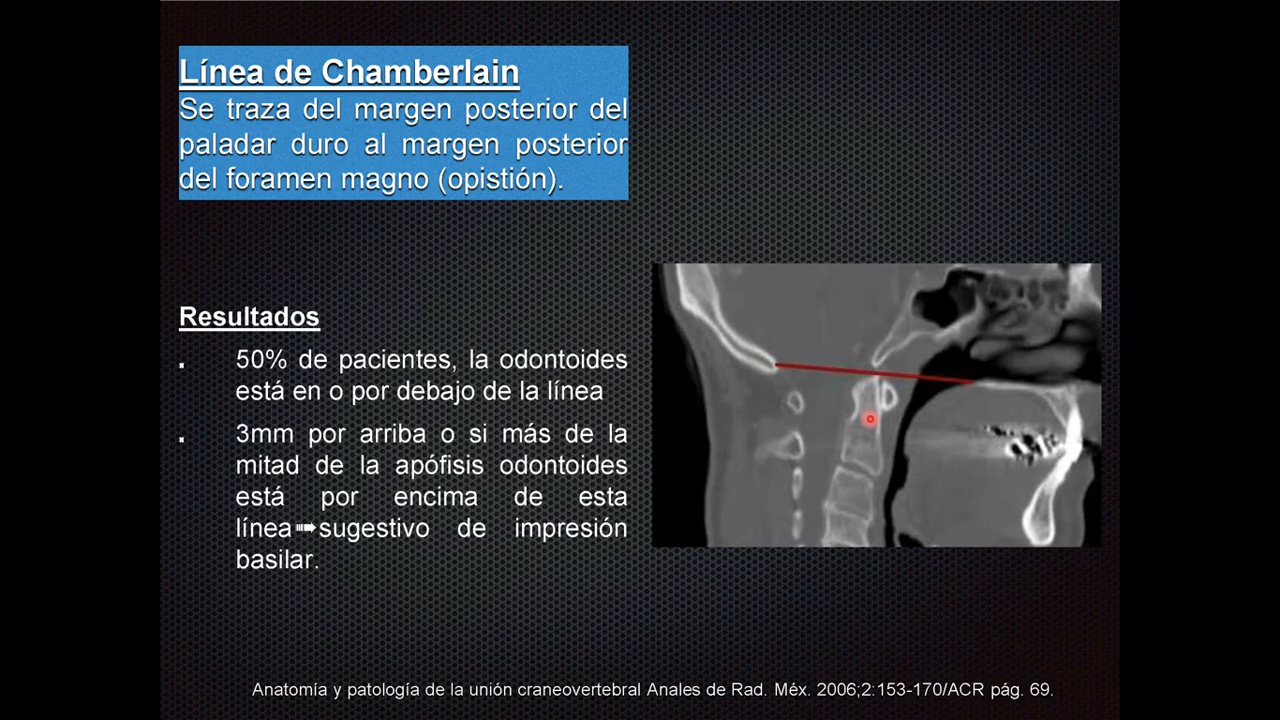 Línea de Chamberlain
Se traza del margen posterior del
paladar duro al margen posterior
del foramen magno (opistión).
Resultados
. 50% de pacientes, la odontoides
está en o por debajo de la línea
. 3mm por arriba o si más de la
mitad de la apófisis odontoides
está por encima de esta
línea➠sugestivo de impresión
basilar.
Anatomía y patología de la unión craneovertebral Anales de Rad. Méx. 2006;2:153-170/ACR pág. 69.